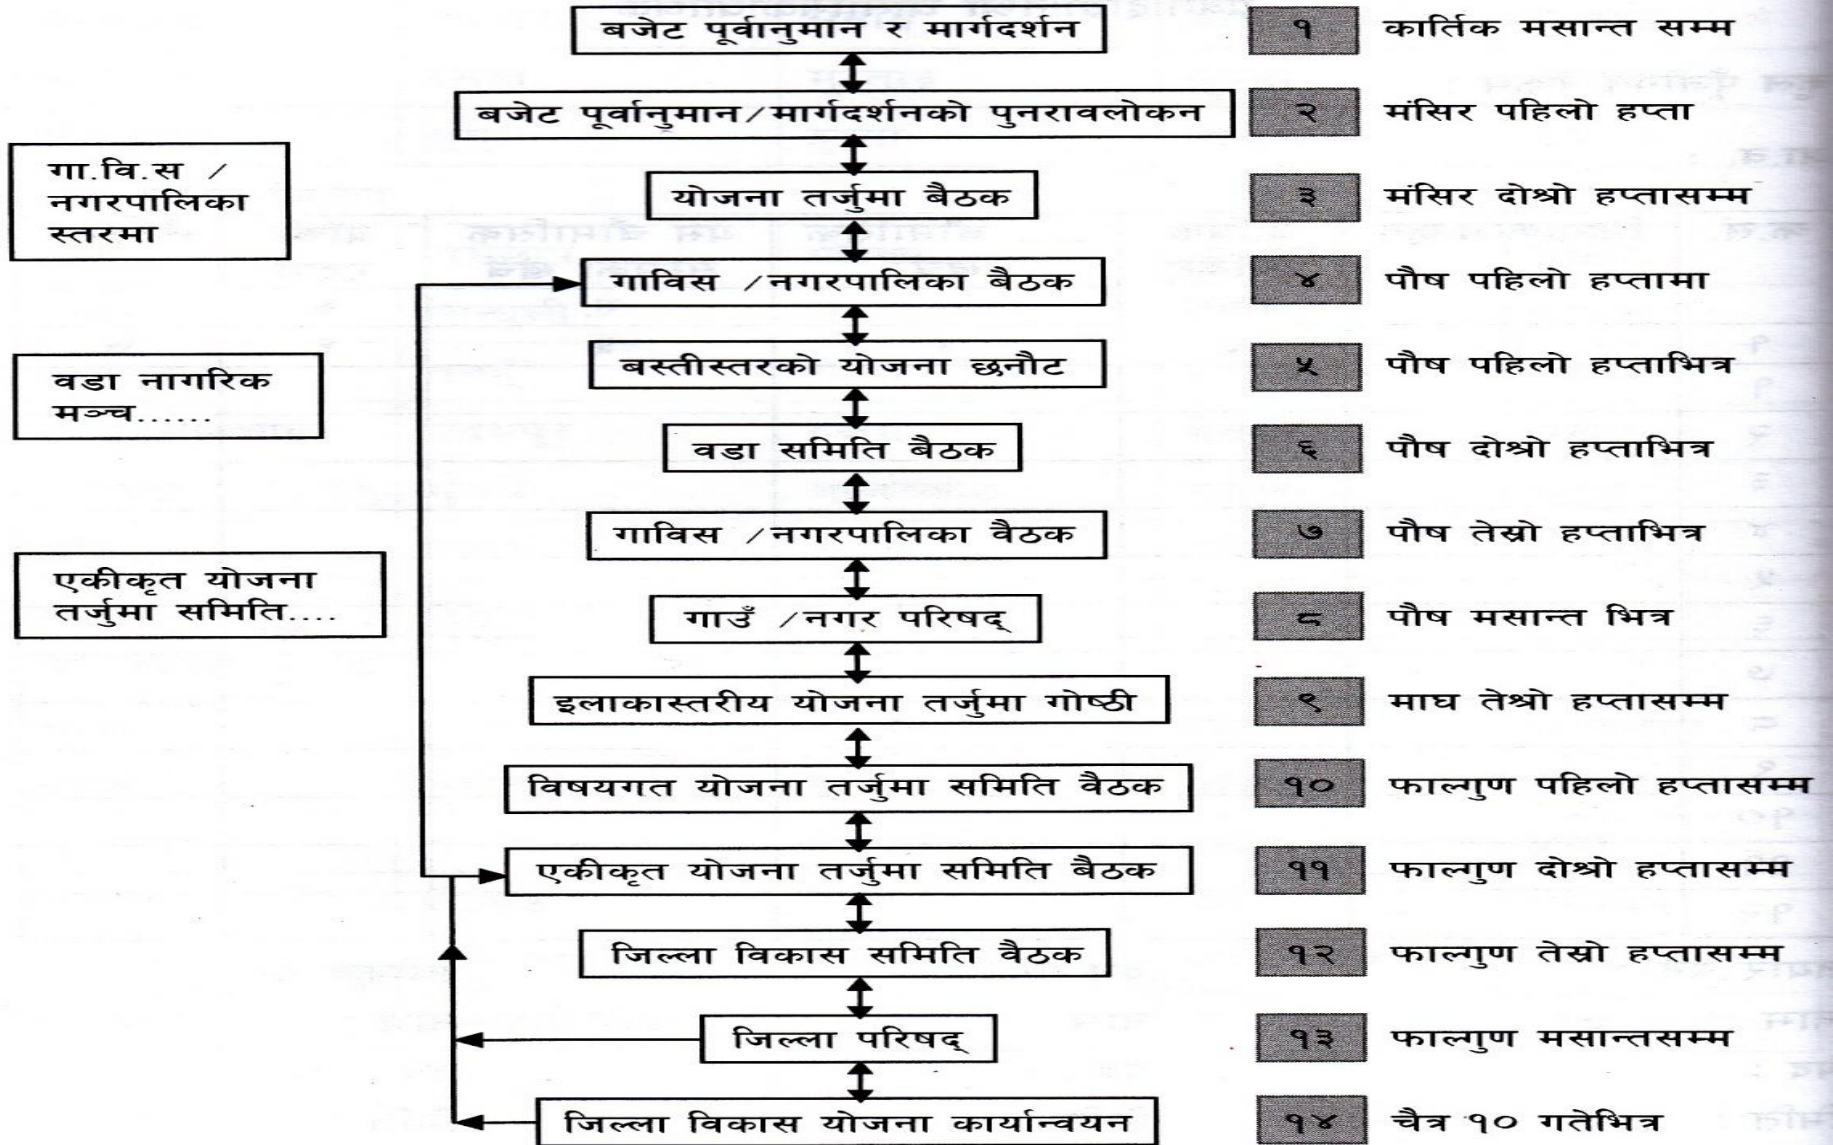 बजेट पूर्वानुमान र मार्गदर्शन १ कार्तिक मसान्त सम्म
बजेट पूर्वानुमान/मार्गदर्शनको पुनरावलोकन २ मंसिर पहिलो हप्ता
गा.वि.स /
नगरपालिका
स्तरमा
योजना तर्जुमा बैठक ३ मंसिर दोश्रो हप्तासम्म
गाविस /नगरपालिका बैठक ४ पौष पहिलो हप्तामा
बस्तीस्तरको योजना छनौट ५ पौष पहिलो हप्ताभित्र
वडा नागरिक
मञ्च......
वडा समिति बैठक ६ पौष दोश्रो हप्ताभित्र
गाविस /नगरपालिका वैठक ७ पौष तेस्रो हप्ताभित्र
एकीकृत योजना
तर्जुमा समिति....
गाउँ /नगर परिषद् ८ पौष मसान्त भित्र
इलाकास्तरीय योजना तर्जुमा गोष्ठी ९ माघ तेश्रो हप्तासम्म
विषयगत योजना तर्जुमा समिति वैठक १० फाल्गुण पहिलो हप्तासम्म
एकीकृत योजना तर्जुमा समिति बैठक ११ फाल्गुण दोश्रो हप्तासम्म
जिल्ला विकास समिति वैठक १२ फाल्गुण तेस्रो हप्तासम्म
जिल्ला परिषद् १३ फाल्गुण मसान्तसम्म
जिल्ला विकास योजना कार्यान्वयन १४ चैत्र १० गतेभित्र